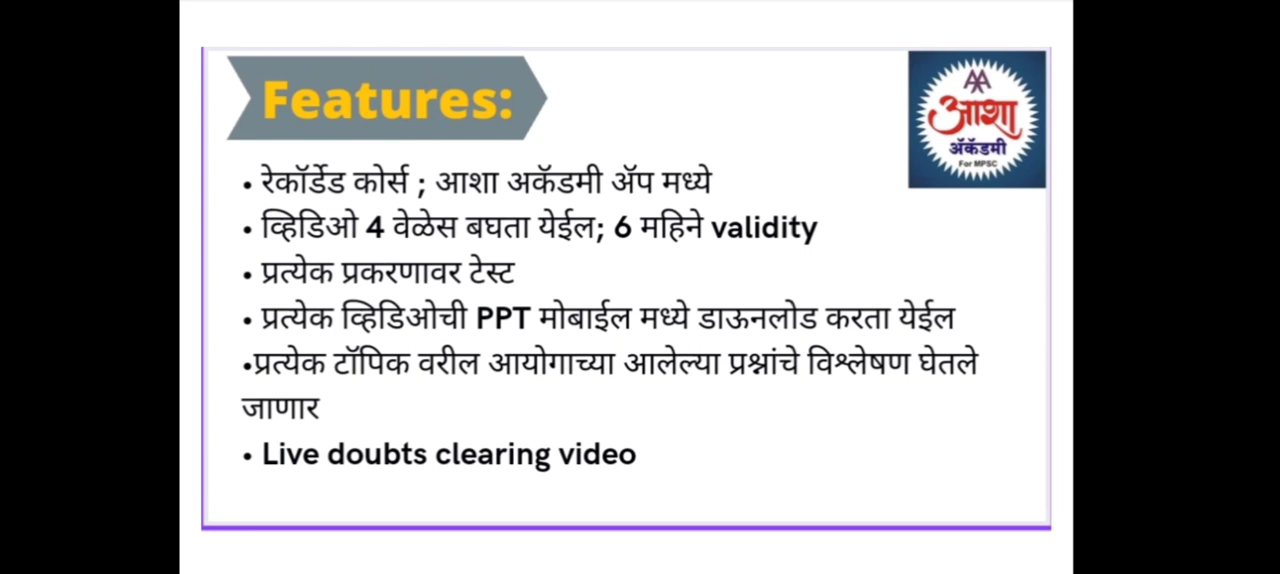 Features:
AA
आशा
ॲकॅडमी
For MPSC
• रेकॉर्डेड कोर्स ; आशा अकॅडमी ॲप मध्ये
• व्हिडिओ 4 वेळेस बघता येईल; 6 महिने validity
• प्रत्येक प्रकरणावर टेस्ट
• प्रत्येक व्हिडिओची PPT मोबाईल मध्ये डाऊनलोड करता येईल
•प्रत्येक टॉपिक वरील आयोगाच्या आलेल्या प्रश्नांचे विश्लेषण घेतले
जाणार
• Live doubts clearing video